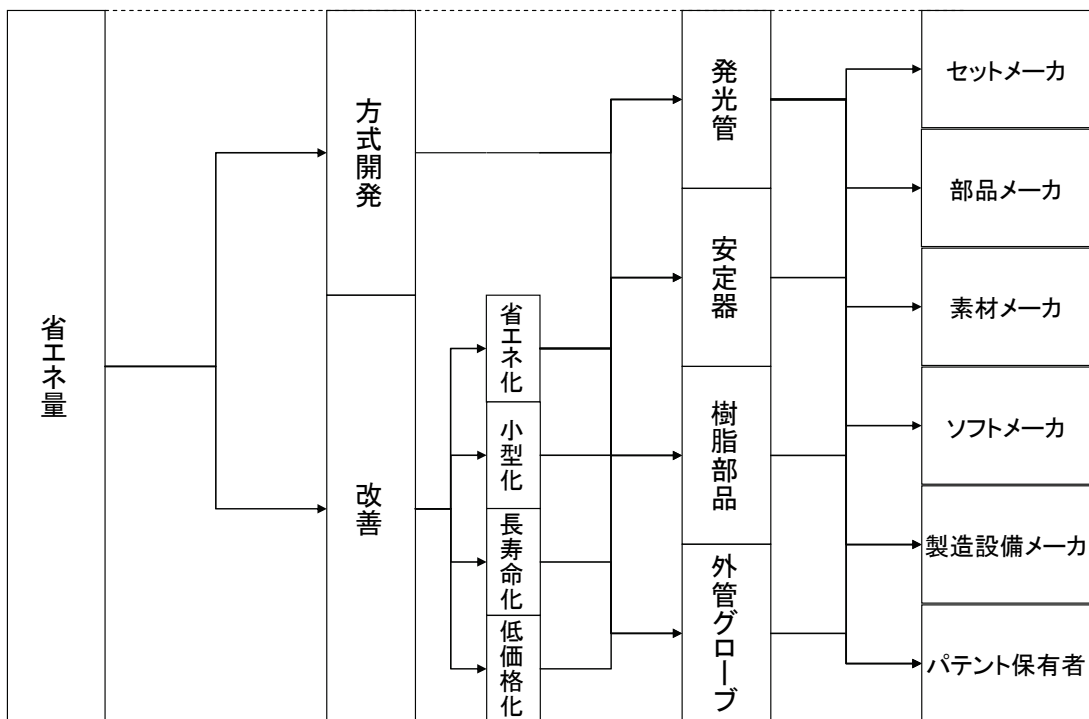 省エネ量
方式開発
改善
省エネ化
小型化
長寿命化
低価格化
発光管
安定器
樹脂部品
外管グローブ
セットメーカ
部品メーカ
素材メーカ
ソフトメーカ
製造設備メーカ
パテント保有者